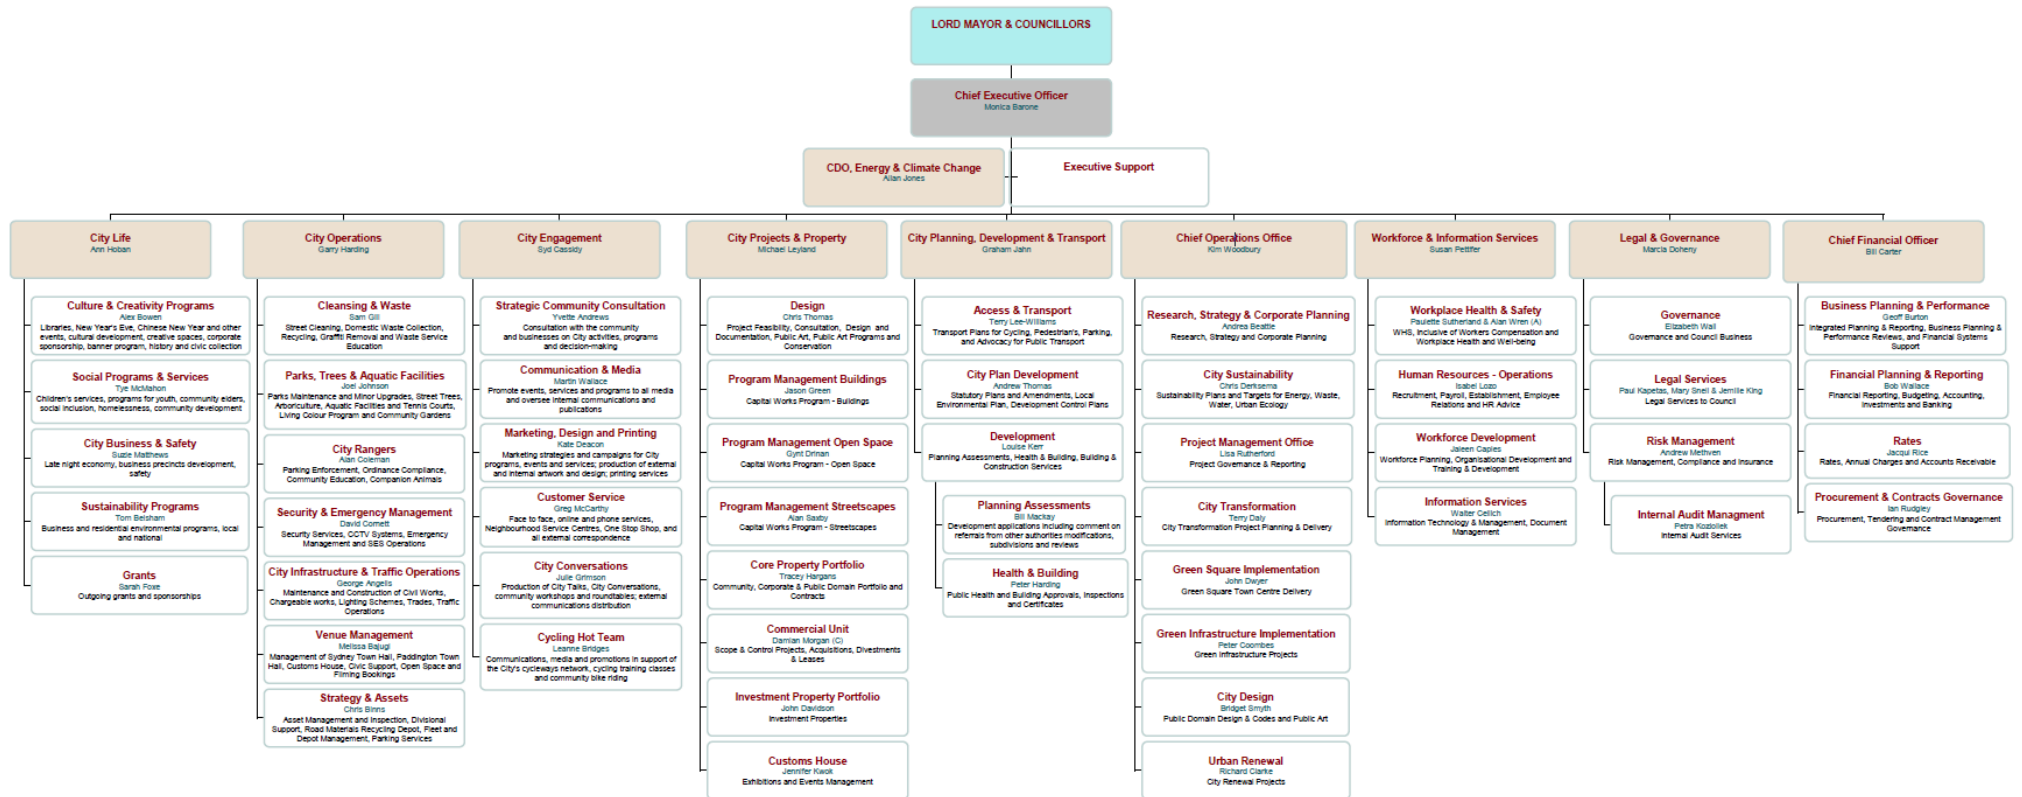 LORD MAYOR & COUNCILLORS
Chief Executive Officer
Monica Barone
CDO, Energy & Climate Change
Allan Jones
Executive Support
City Life
Ann Hoban
Culture & Creativity Programs
Alex Bowen
Libraries, New Year's Eve, Chinese New Year and other
events, cultural development, creative spaces, corporate
sponsorship, banner program, history and civic collection
Social Programs & Services
Tye McMahon
Children's services, programs for youth, community elders,
social inclusion, homelessness, community development
City Business & Safety
Suzie Matthews
Late night economy, business precincts development,
safety
Sustainability Programs
Tom Belsham
Business and residential environmental programs, local
and national
Grants
Sarah Foxe
Outgoing grants and sponsorships
City Operations
Garry Harding
Cleansing & Waste
Sam Gill
Street Cleaning, Domestic Waste Collection,
Recycling, Graffiti Removal and Waste Service
Education
Parks, Trees & Aquatic Facilities
Joel Johnson
Parks Maintenance and Minor Upgrades, Street Trees,
Arboriculture, Aquatic Facilities and Tennis Courts,
Living Colour Program and Community Gardens
City Rangers
Alan Coleman
Parking Enforcement, Ordinance Compliance,
Community Education, Companion Animals
Security & Emergency Management
David Cornett
Security Services, CCTV Systems, Emergency
Management and SES Operations
City Infrastructure & Traffic Operations
George Angelis
Maintenance and Construction of Civil Works,
Chargeable works, Lighting Schemes, Trades, Traffic
Operations
Venue Management
Melissa Bajugi
Management of Sydney Town Hall, Paddington Town
Hall, Customs House, Civic Support, Open Space and
Filming Bookings
Strategy & Assets
Chris Binns
Asset Management and Inspection, Divisional
Support, Road Materials Recycling Depot, Fleet and
Depot Management, Parking Services
City Engagement
Syd Cassidy
Strategic Community Consultation
Yvette Andrews
Consultation with the community
and businesses on City activities, programs
and decision-making
Communication & Media
Martin Wallace
Promote events, services and programs to all media
and oversee internal communications and
publications
Marketing, Design and Printing
Kate Deacon
Marketing strategies and campaigns for City
programs, events and services; production of external
and internal artwork and design; printing services
Customer Service
Greg McCarthy
Face to face, online and phone services,
Neighbourhood Service Centres, One Stop Shop, and
all external correspondence
City Conversations
Julie Grimson
Production of City Talks, City Conversations,
community workshops and roundtables; external
communications distribution
Cycling Hot Team
Leanne Bridges
Communications, media and promotions in support of
the City's cycleways network, cycling training classes
and community bike riding
City Projects & Property
Michael Leyland
Design
Chris Thomas
Project Feasibility, Consultation, Design and
Documentation, Public Art, Public Art Programs and
Conservation
Program Management Buildings
Jason Green
Capital Works Program - Buildings
Program Management Open Space
Gynt Drinan
Capital Works Program - Open Space
Program Management Streetscapes
Alan Saxby
Capital Works Program - Streetscapes
Core Property Portfolio
Tracey Hargans
Community, Corporate & Public Domain Portfolio and
Contracts
Commercial Unit
Damian Morgan (C)
Scope & Control Projects, Acquisitions, Divestments
& Leases
Investment Property Portfolio
John Davidson
Investment Properties
Customs House
Jennifer Kwok
Exhibitions and Events Management
City Planning, Development & Transport
Graham Jahn
Access & Transport
Terry Lee-Williams
Transport Plans for Cycling, Pedestrian's, Parking,
and Advocacy for Public Transport
City Plan Development
Andrew Thomas
Statutory Plans and Amendments, Local
Environmental Plan, Development Control Plans
Development
Louise Kerr
Planning Assessments, Health & Building, Building &
Construction Services
Planning Assessments
Bill Mackay
Development applications including comment on
referrals from other authorities modifications,
subdivisions and reviews
Health & Building
Peter Harding
Public Health and Building Approvals, Inspections
and Certificates
Chief Operations Office
Kim Woodbury
Research, Strategy & Corporate Planning
Andrea Beattie
Research, Strategy and Corporate Planning
City Sustainability
Chris Derksema
Sustainability Plans and Targets for Energy, Waste,
Water, Urban Ecology
Project Management Office
Lisa Rutherford
Project Governance & Reporting
City Transformation
Terry Daly
City Transformation Project Planning & Delivery
Green Square Implementation
John Dwyer
Green Square Town Centre Delivery
Green Infrastructure Implementation
Peter Coombes
Green Infrastructure Projects
City Design
Bridget Smyth
Public Domain Design & Codes and Public Art
Urban Renewal
Richard Clarke
City Renewal Projects
Workforce & Information Services
Susan Pettifer
Workplace Health & Safety
Paulette Sutherland & Alan Wren (A)
WHS, Inclusive of Workers Compensation and
Workplace Health and Well-being
Human Resources - Operations
Isabel Lozo
Recruitment, Payroll, Establishment, Employee
Relations and HR Advice
Workforce Development
Jaleen Caples
Workforce Planning, Organisational Development and
Training & Development
Information Services
Walter Ceilich
Information Technology & Management, Document
Management
Legal & Governance
Marcia Doheny
Governance
Elizabeth Wall
Governance and Council Business
Legal Services
Paul Kapetas, Mary Snell & Jemille King
Legal Services to Council
Risk Management
Andrew Methven
Risk Management, Compliance and Insurance
Internal Audit Managment
Petra Koziollek
Internal Audit Services
Chief Financial Officer
Bill Carter
Business Planning & Performance
Geoff Burton
Integrated Planning & Reporting, Business Planning &
Performance Reviews, and Financial Systems
Support
Financial Planning & Reporting
Bob Wallace
Financial Reporting, Budgeting, Accounting,
Investments and Banking
Rates
Jacqui Rice
Rates, Annual Charges and Accounts Receivable
Procurement & Contracts Governance
Ian Rudgley
Procurement, Tendering and Contract Management
Governance